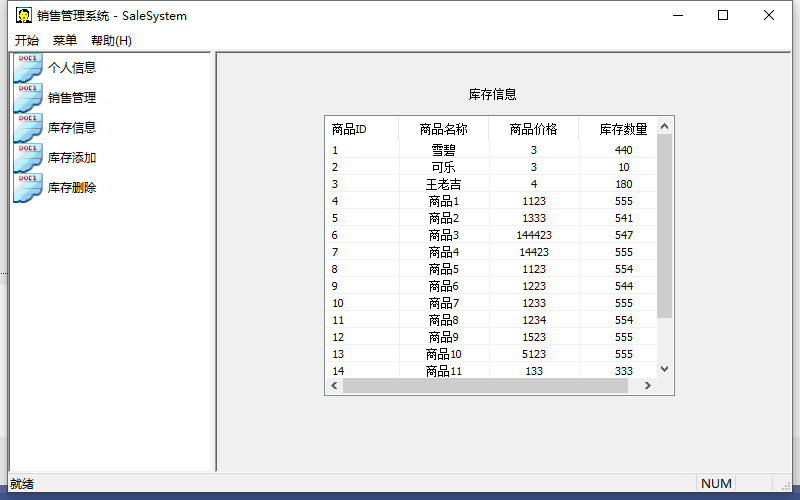 销售管理系统 - SaleSystem
开始 菜单 帮助(H)
DOC1 个人信息
DOC1 销售管理
DOC1 库存信息
DOC1 库存添加
DOC1 库存删除
库存信息
商品ID 商品名称 商品价格 库存数量
1 雪碧 3 440
2 可乐 3 10
3 王老吉 4 180
4 商品1 1123 555
5 商品2 1333 541
6 商品3 144423 547
7 商品4 14423 555
8 商品5 1123 554
9 商品6 1223 544
10 商品7 1233 555
11 商品8 1234 554
12 商品9 1523 555
13 商品10 5123 555
14 商品11 133 333
就绪 NUM